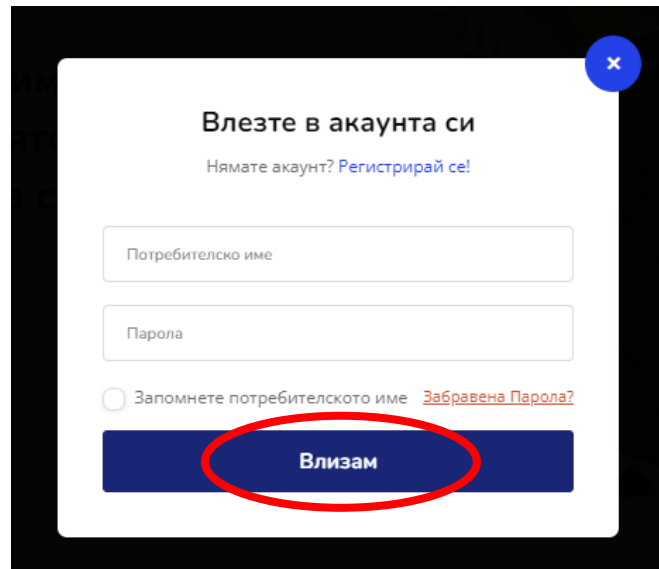 Влезте в акаунта си
Нямате акаунт? Регистрирай се!
Потребителско име
Парола
Запомнете потребителското име Забравена Парола?
Влизам